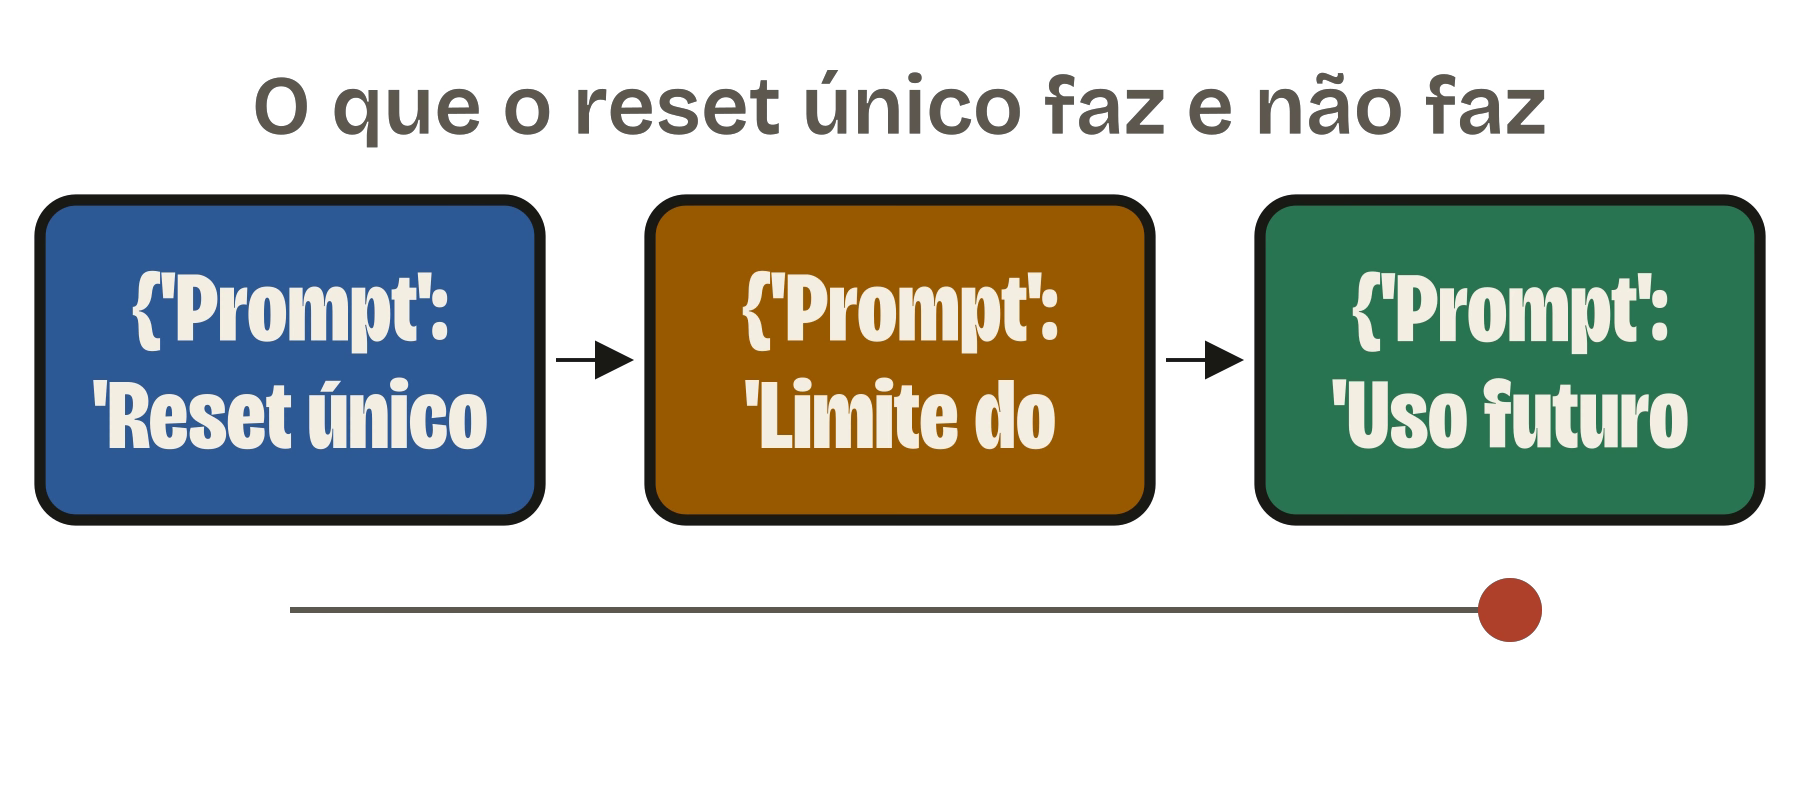 O que o reset único faz e não faz
{'Prompt':
'Reset único
{'Prompt':
'Limite do
{'Prompt':
'Uso futuro